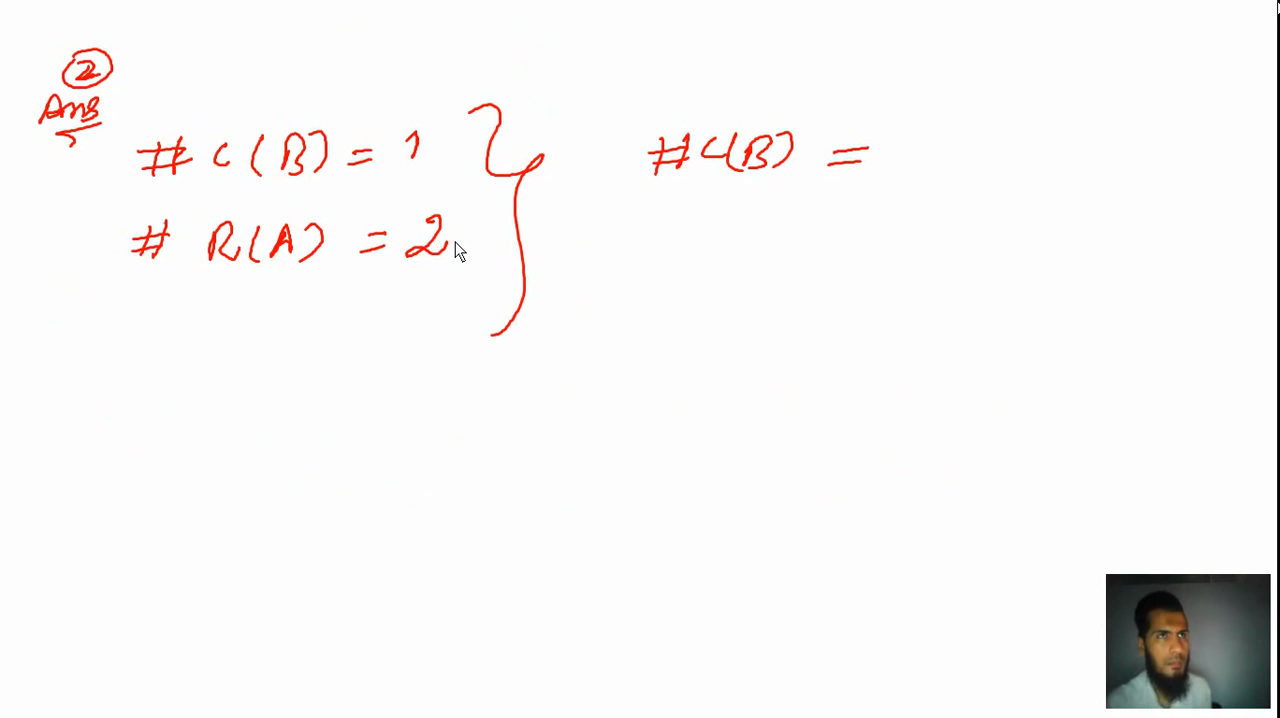 ②
Ans
# C(B) = 1
# R(A) = 2
# C(B) =